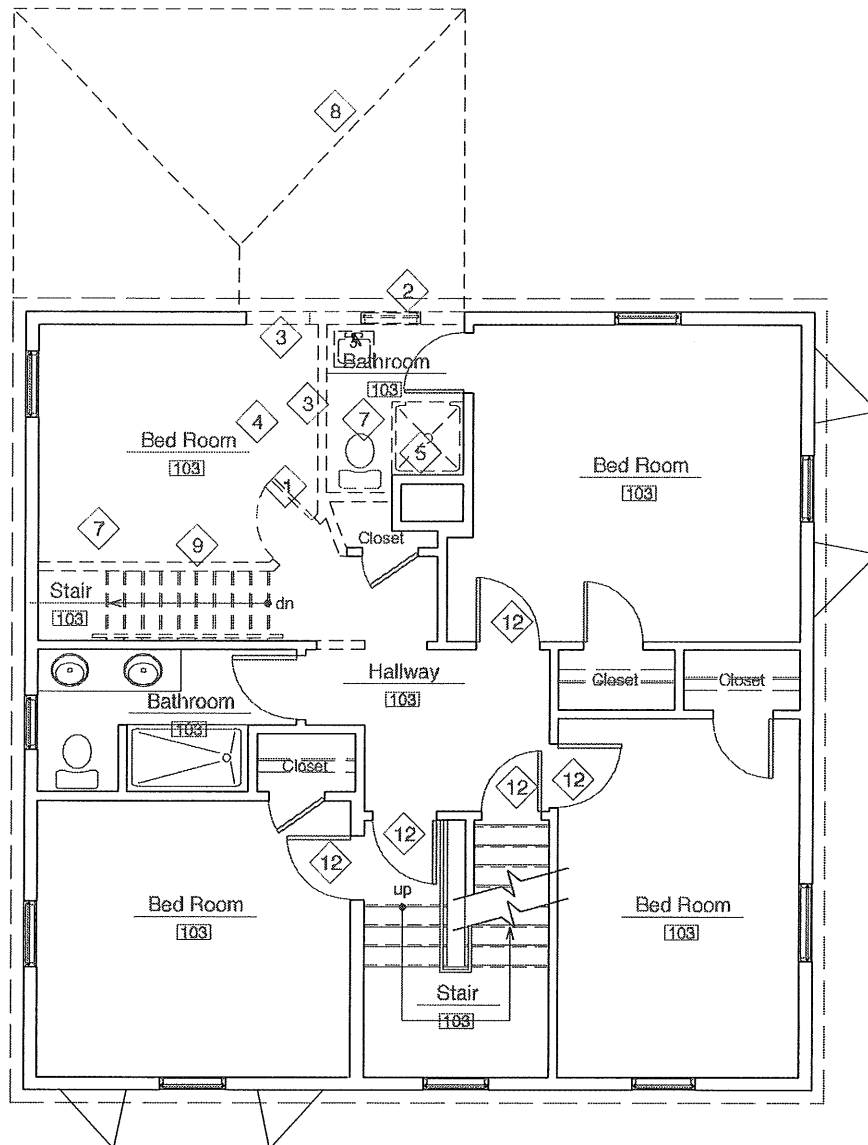 8
2
3
Bathroom
103
3
4
7
Bed Room
103
5
Bed Room
103
1
7
9
Closet
Stair
103
dn
12
Hallway
103
Closet
Closet
Bathroom
103
Closet
12
12
12
12
up
Bed Room
103
Bed Room
103
Stair
103